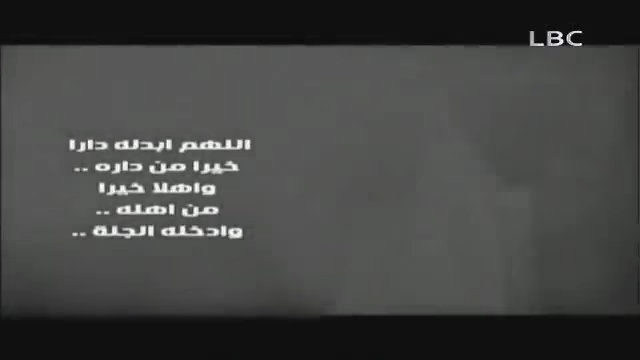 LBC
اللهم ابدله دارا
خيرا من داره ..
واهلا خيرا
من اهله ..
وادخله الجنة ..